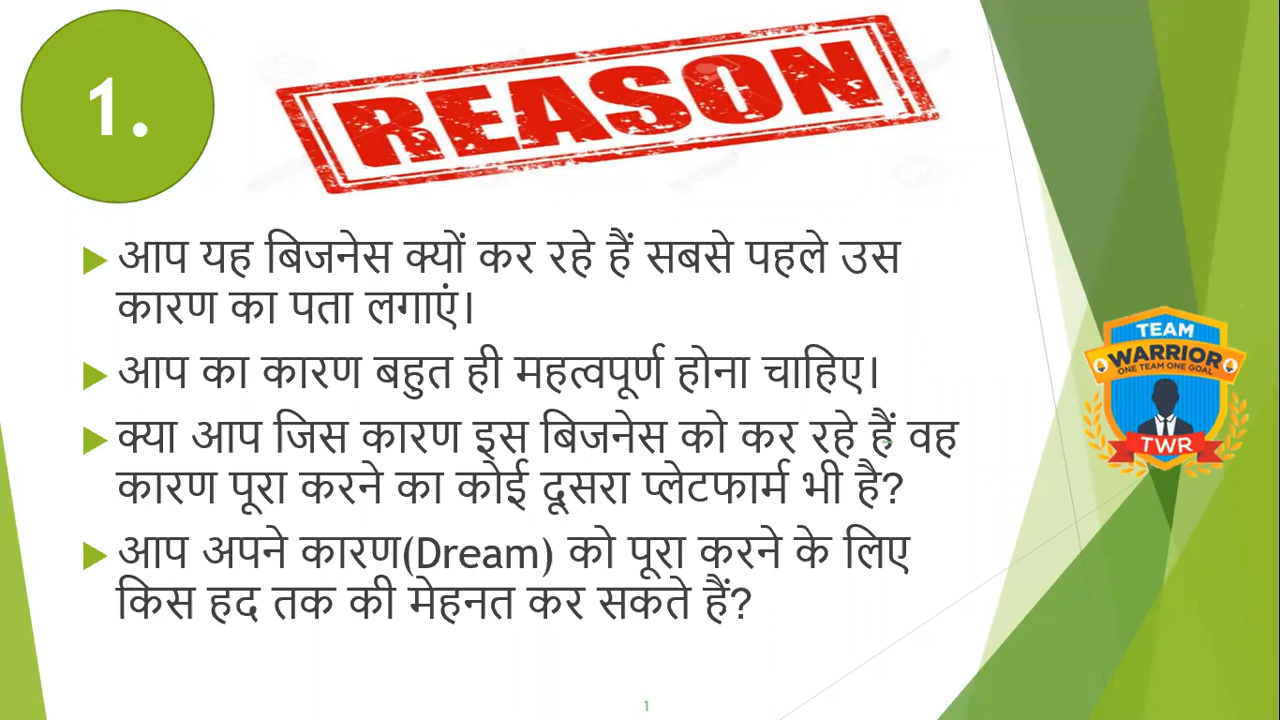 1.
REASON
आप यह बिजनेस क्यों कर रहे हैं सबसे पहले उस
कारण का पता लगाएं।
आप का कारण बहुत ही महत्वपूर्ण होना चाहिए।
क्या आप जिस कारण इस बिजनेस को कर रहे हैं वह
कारण पूरा करने का कोई दूसरा प्लेटफार्म भी है?
आप अपने कारण(Dream) को पूरा करने के लिए
किस हद तक की मेहनत कर सकते हैं?
TEAM
WARRIOR
ONE TEAM ONE GOAL
TWR
1